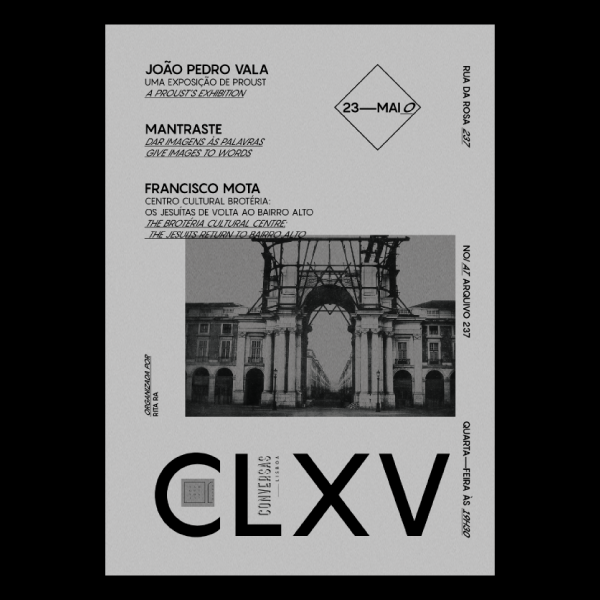 JOÃO PEDRO VALA
UMA EXPOSIÇÃO DE PROUST
A PROUST'S EXHIBITION
MANTRASTE
DAR IMAGENS ÀS PALAVRAS
GIVE IMAGES TO WORDS
FRANCISCO MOTA
CENTRO CULTURAL BROTÉRIA:
OS JESUÍTAS DE VOLTA AO BAIRRO ALTO
THE BROTÉRIA CULTURAL CENTRE:
THE JESUITS RETURN TO BAIRRO ALTO
23—MAIO
RUA DA ROSA 237
NO/AT ARQUIVO 237
QUARTA—FEIRA ÀS 19H30
ORGANIZADA POR
RITA RA
CLXV
CONVERSAS
LISBOA